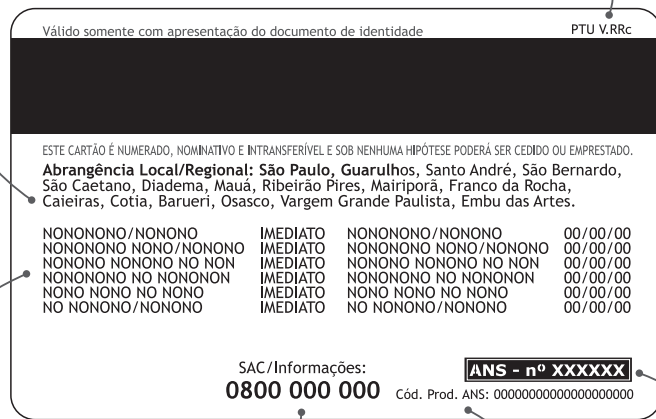 Válido somente com apresentação do documento de identidade PTU V.RRc
ESTE CARTÃO É NUMERADO, NOMINATIVO E INTRANSFERÍVEL E SOB NENHUMA HIPÓTESE PODERÁ SER CEDIDO OU EMPRESTADO.
Abrangência Local/Regional: São Paulo, Guarulhos, Santo André, São Bernardo,
São Caetano, Diadema, Mauá, Ribeirão Pires, Mairiporã, Franco da Rocha,
Caieiras, Cotia, Barueri, Osasco, Vargem Grande Paulista, Embu das Artes.
NONONONO/NONONO IMEDIATO NONONONO/NONONO 00/00/00
NONONONO NONO/NONONO IMEDIATO NONONONO NONO/NONONO 00/00/00
NONONO NONONO NO NON IMEDIATO NONONO NONONO NO NON 00/00/00
NONONONO NO NONONON IMEDIATO NONONONO NO NONONON 00/00/00
NONO NONO NO NONO IMEDIATO NONO NONO NO NONO 00/00/00
NO NONONO/NONONO IMEDIATO NO NONONO/NONONO 00/00/00
SAC/Informações: ANS - nº XXXXXX
0800 000 000 Cód. Prod. ANS: 00000000000000000000